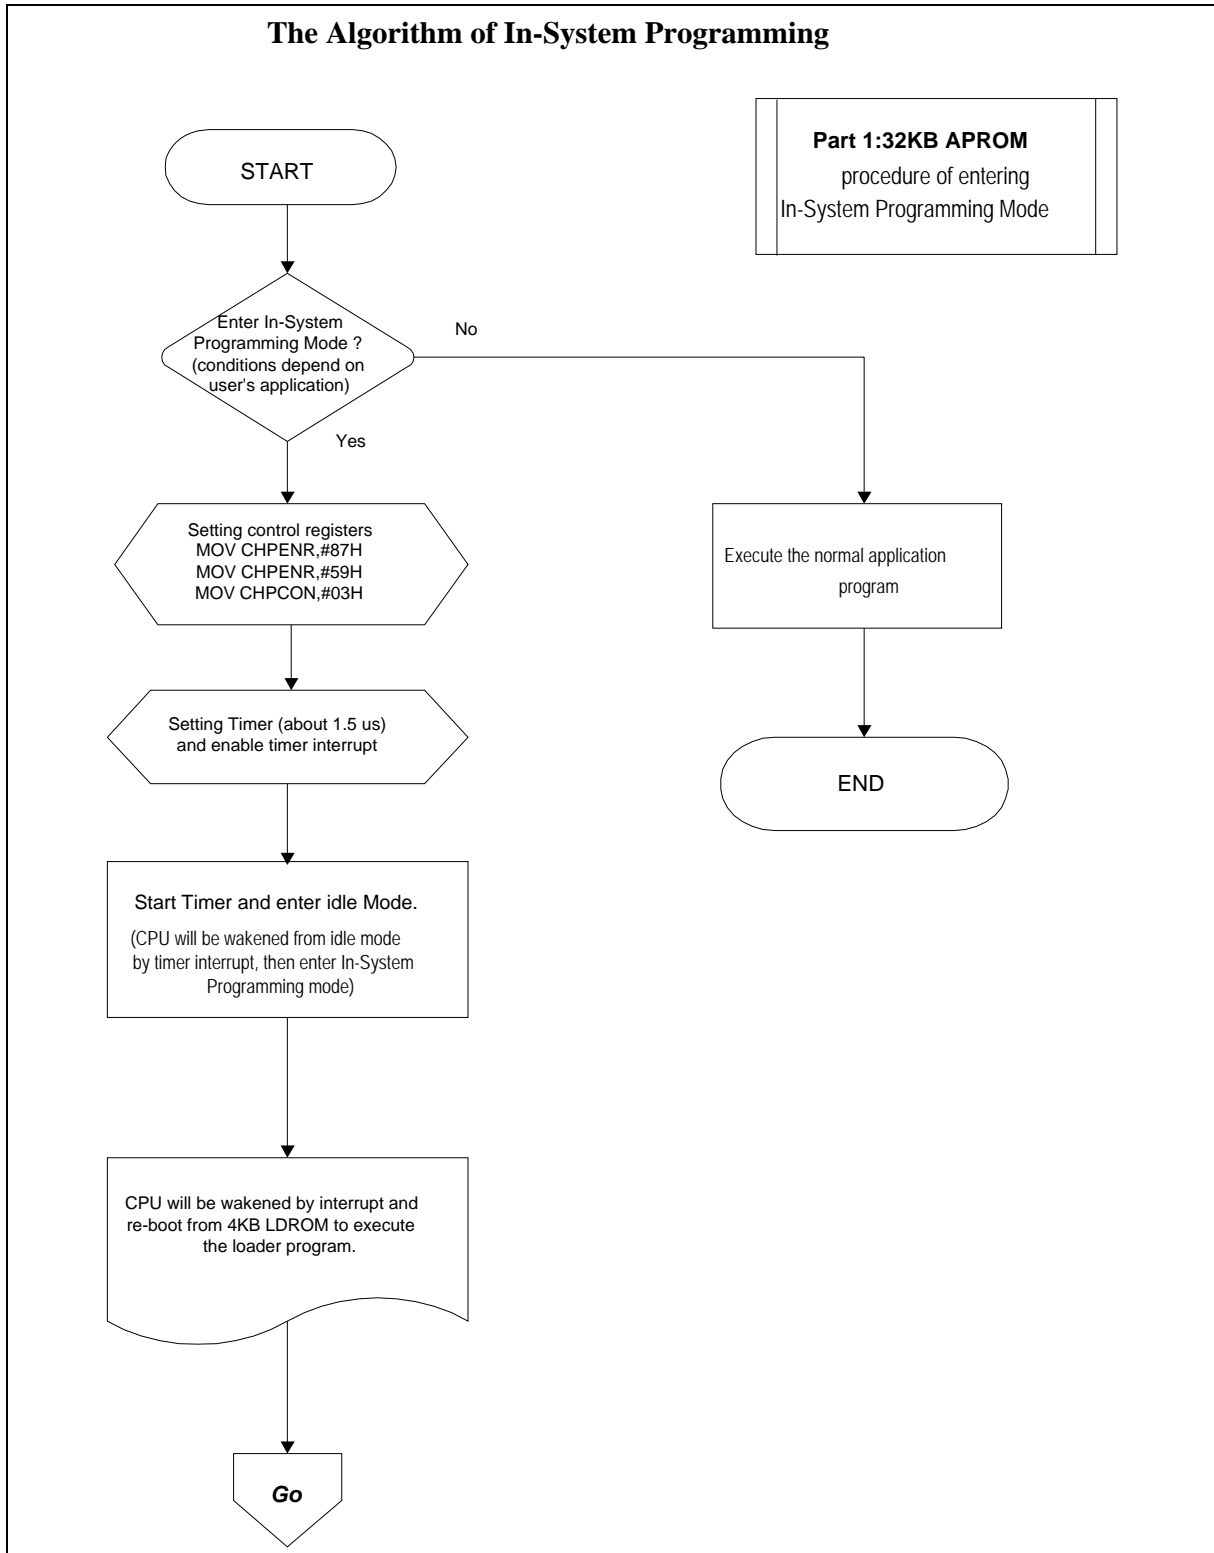 The Algorithm of In-System Programming
Part 1:32KB APROM
procedure of entering
In-System Programming Mode
START
Enter In-System
Programming Mode ?
(conditions depend on
user's application)
No
Yes
Setting control registers
MOV CHPENR,#87H
MOV CHPENR,#59H
MOV CHPCON,#03H
Execute the normal application
program
Setting Timer (about 1.5 us)
and enable timer interrupt
END
Start Timer and enter idle Mode.
(CPU will be wakened from idle mode
by timer interrupt, then enter In-System
Programming mode)
CPU will be wakened by interrupt and
re-boot from 4KB LDROM to execute
the loader program.
Go